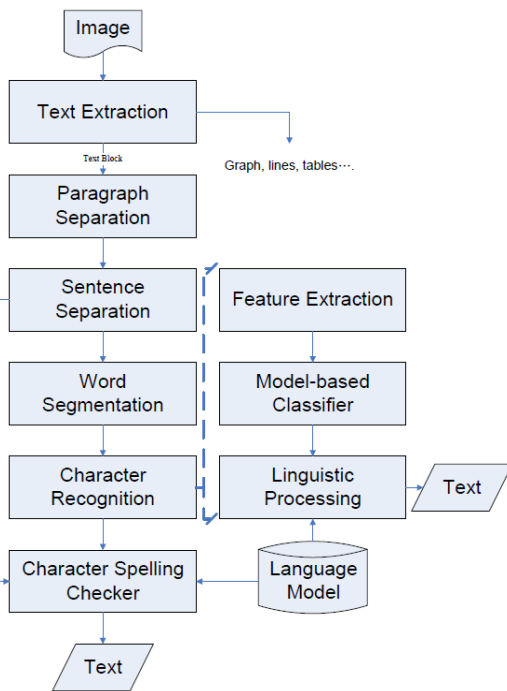 Image
Text Extraction
Text Block
Graph, lines, tables···.
Paragraph
Separation
Sentence
Separation
Feature Extraction
Word
Segmentation
Model-based
Classifier
Character
Recognition
Linguistic
Processing
Text
Character Spelling
Checker
Language
Model
Text